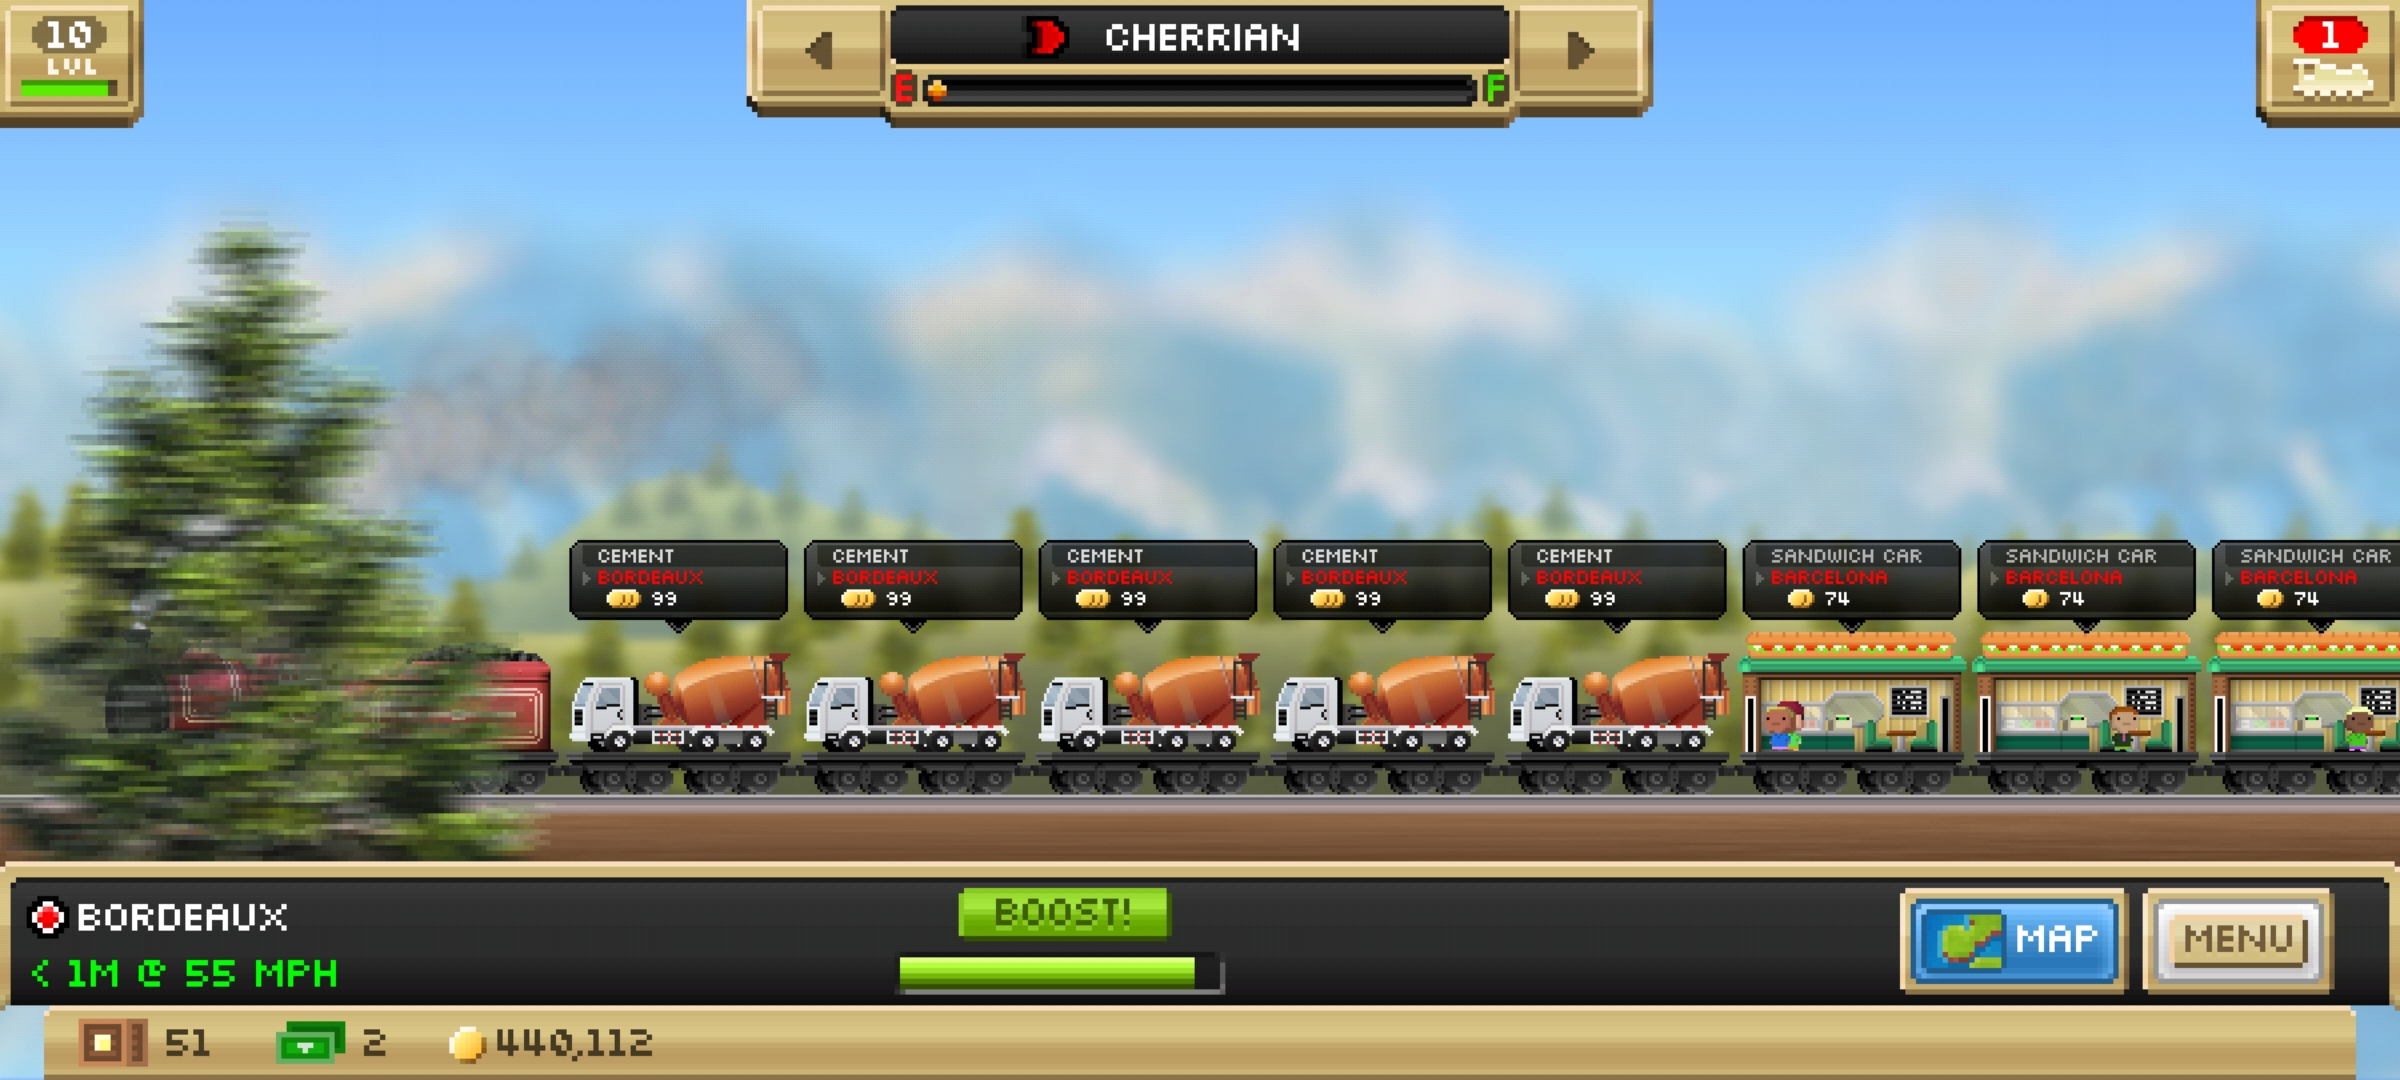 10
LVL
CHERRIAN
E F
1
CEMENT
BORDEAUX
99
CEMENT
BORDEAUX
99
CEMENT
BORDEAUX
99
CEMENT
BORDEAUX
99
CEMENT
BORDEAUX
99
SANDWICH CAR
BARCELONA
74
SANDWICH CAR
BARCELONA
74
SANDWICH CAR
BARCELONA
74
BORDEAUX
< 1M @ 55 MPH
BOOST!
MAP
MENU
51
2
440,112